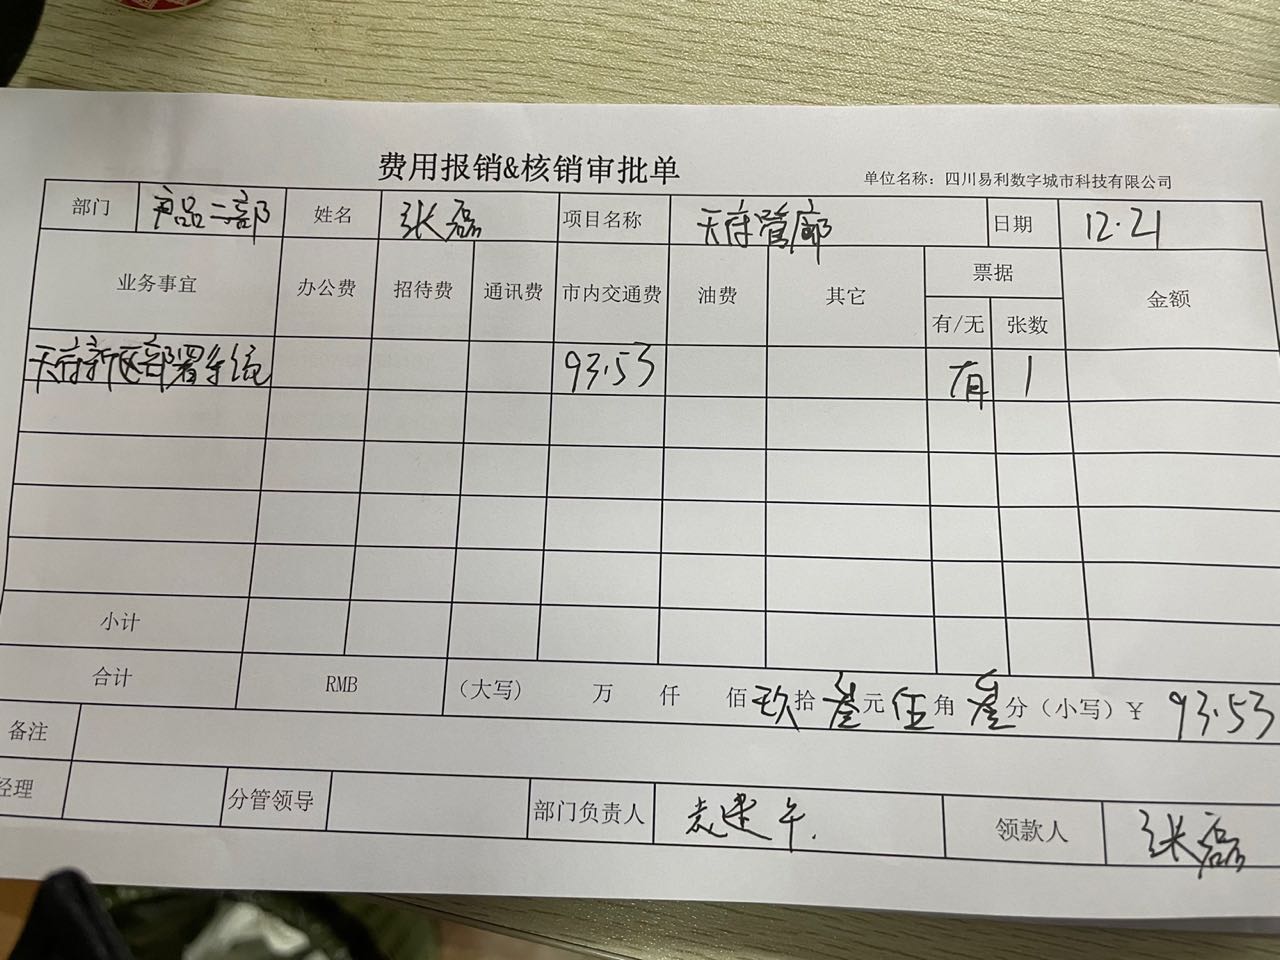 费用报销&核销审批单
单位名称：四川易利数字城市科技有限公司
部门 产品二部 姓名 张磊 项目名称 天府管廊 日期 12.21
业务事宜 办公费 招待费 通讯费 市内交通费 油费 其它 票据 金额
有/无 张数
天府新区部署系统 93.53 有 1
小计
合计 RMB （大写） 万 仟 佰 玖 拾 叁 元 伍 角 叁 分（小写）￥ 93.53
备注
经理 分管领导 部门负责人 领款人 张磊